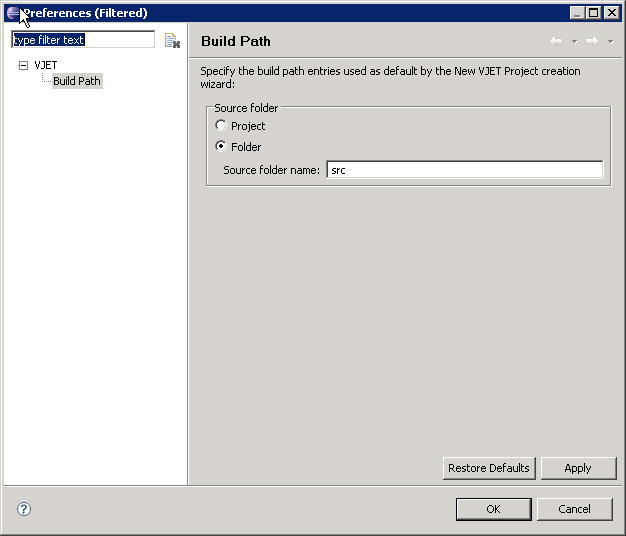 Preferences (Filtered)
type filter text
VJET
Build Path
Build Path
Specify the build path entries used as default by the New VJET Project creation
wizard:
Source folder
Project
Folder
Source folder name: src
Restore Defaults Apply
OK Cancel